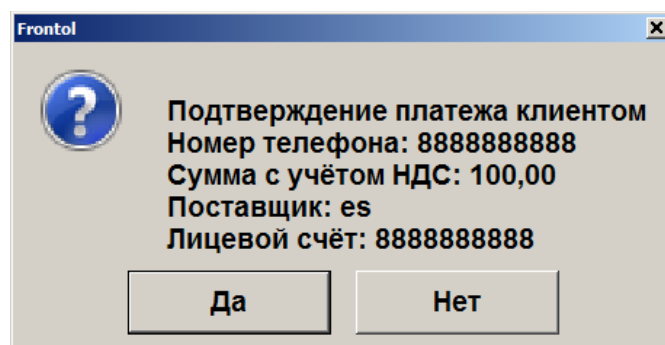 Frontol
Подтверждение платежа клиентом
Номер телефона: 8888888888
Сумма с учётом НДС: 100,00
Поставщик: es
Лицевой счёт: 8888888888
Да
Нет